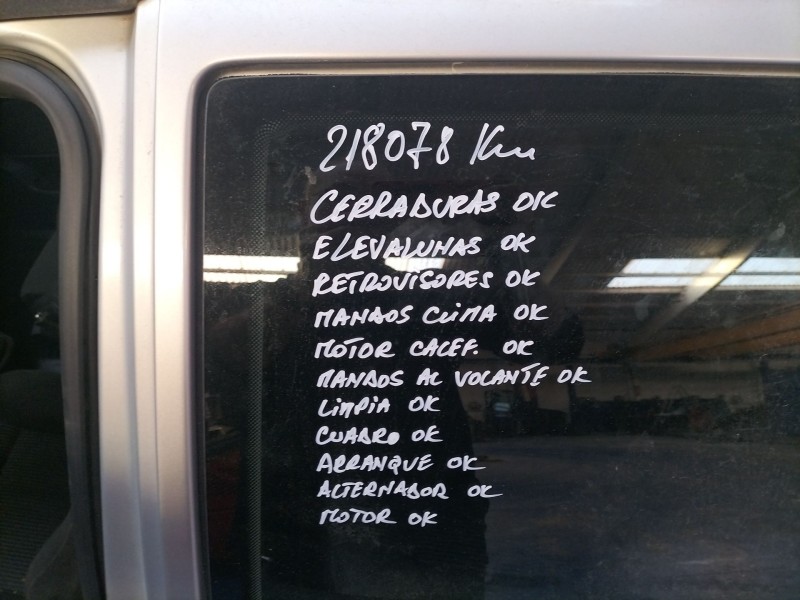 218078 Km
CERRADURAS OK
ELEVALUNAS OK
RETROVISORES OK
MANDOS CLIMA OK
MOTOR CALEF. OK
MANDOS AL VOLANTE OK
LIMPIA OK
CUADRO OK
ARRANQUE OK
ALTERNADOR OK
MOTOR OK